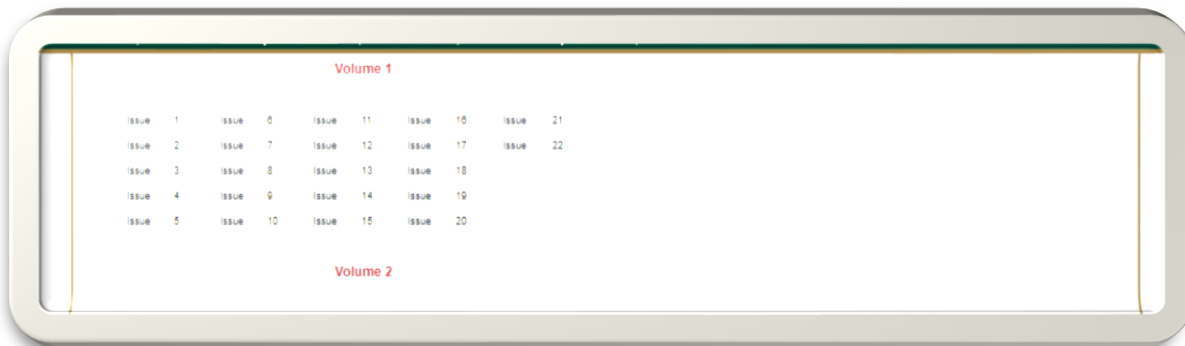 Volume 1
Issue 1 Issue 6 Issue 11 Issue 16 Issue 21
Issue 2 Issue 7 Issue 12 Issue 17 Issue 22
Issue 3 Issue 8 Issue 13 Issue 18
Issue 4 Issue 9 Issue 14 Issue 19
Issue 5 Issue 10 Issue 15 Issue 20
Volume 2